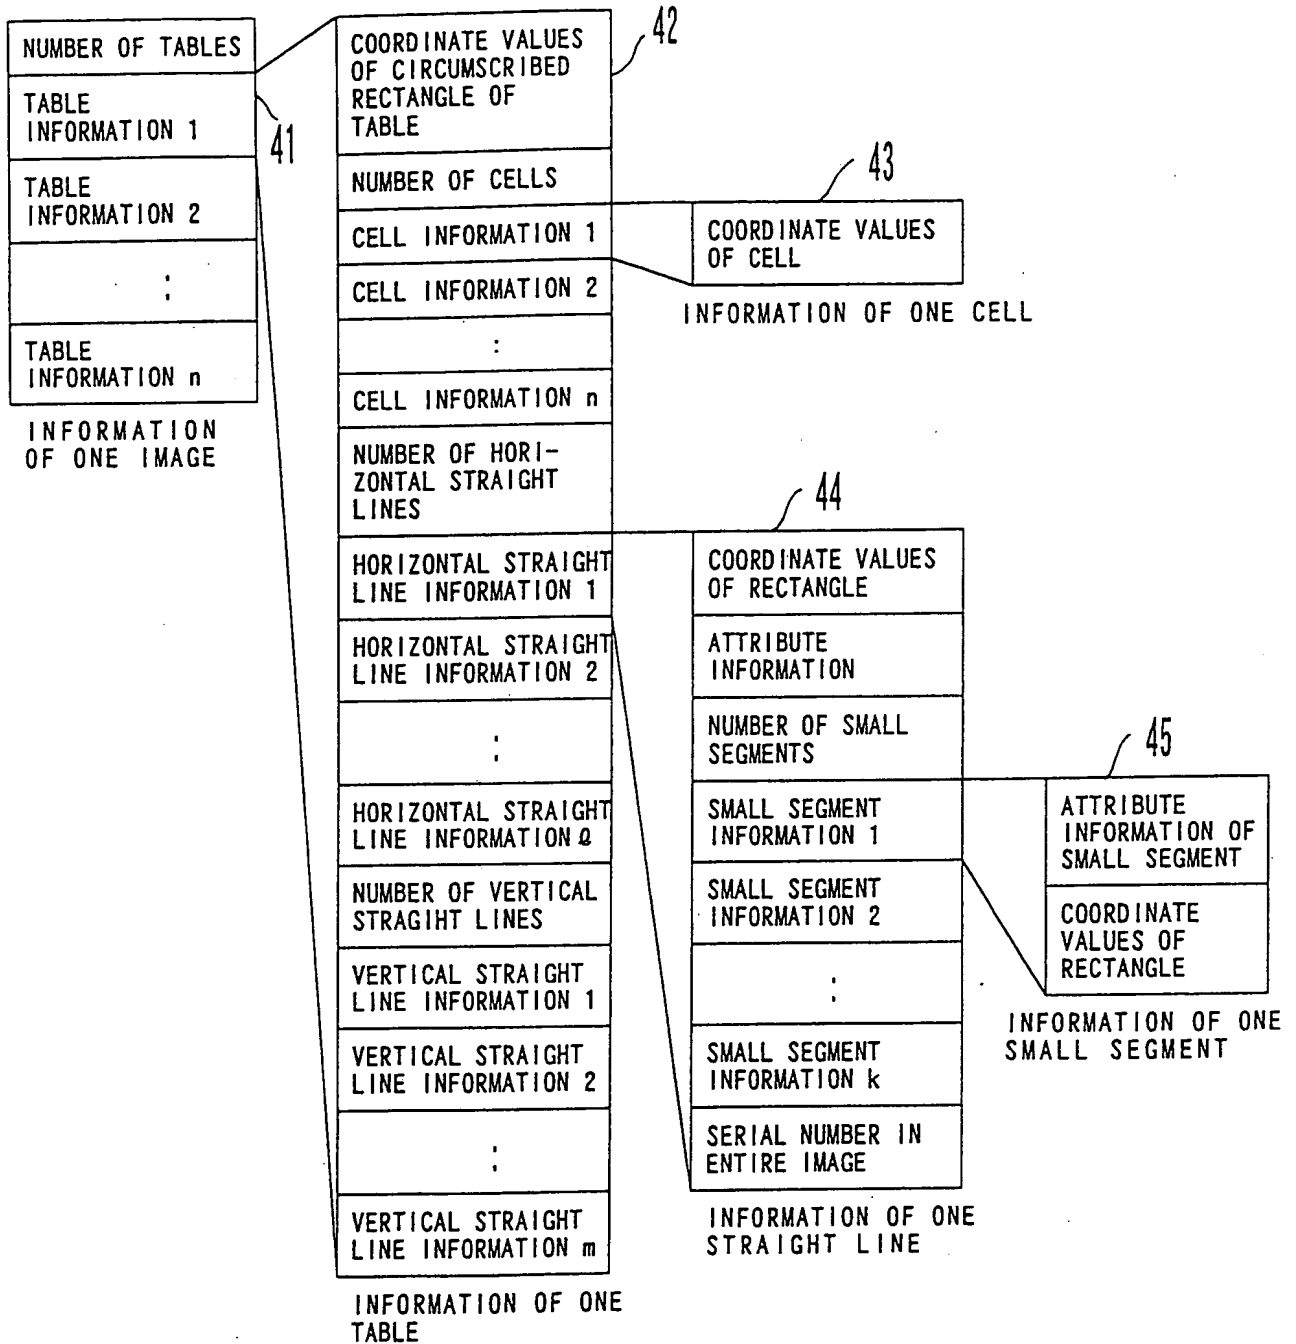 NUMBER OF TABLES
TABLE
INFORMATION 1
TABLE
INFORMATION 2
:
TABLE
INFORMATION n
INFORMATION
OF ONE IMAGE
41
42
COORDINATE VALUES
OF CIRCUMSCRIBED
RECTANGLE OF
TABLE
NUMBER OF CELLS
CELL INFORMATION 1
CELL INFORMATION 2
:
CELL INFORMATION n
NUMBER OF HORI-
ZONTAL STRAIGHT
LINES
HORIZONTAL STRAIGHT
LINE INFORMATION 1
HORIZONTAL STRAIGHT
LINE INFORMATION 2
:
HORIZONTAL STRAIGHT
LINE INFORMATION ℓ
NUMBER OF VERTICAL
STRAGIHT LINES
VERTICAL STRAIGHT
LINE INFORMATION 1
VERTICAL STRAIGHT
LINE INFORMATION 2
:
VERTICAL STRAIGHT
LINE INFORMATION m
INFORMATION OF ONE
TABLE
43
COORDINATE VALUES
OF CELL
INFORMATION OF ONE CELL
44
COORDINATE VALUES
OF RECTANGLE
ATTRIBUTE
INFORMATION
NUMBER OF SMALL
SEGMENTS
SMALL SEGMENT
INFORMATION 1
SMALL SEGMENT
INFORMATION 2
:
SMALL SEGMENT
INFORMATION k
SERIAL NUMBER IN
ENTIRE IMAGE
INFORMATION OF ONE
STRAIGHT LINE
45
ATTRIBUTE
INFORMATION OF
SMALL SEGMENT
COORDINATE
VALUES OF
RECTANGLE
INFORMATION OF ONE
SMALL SEGMENT